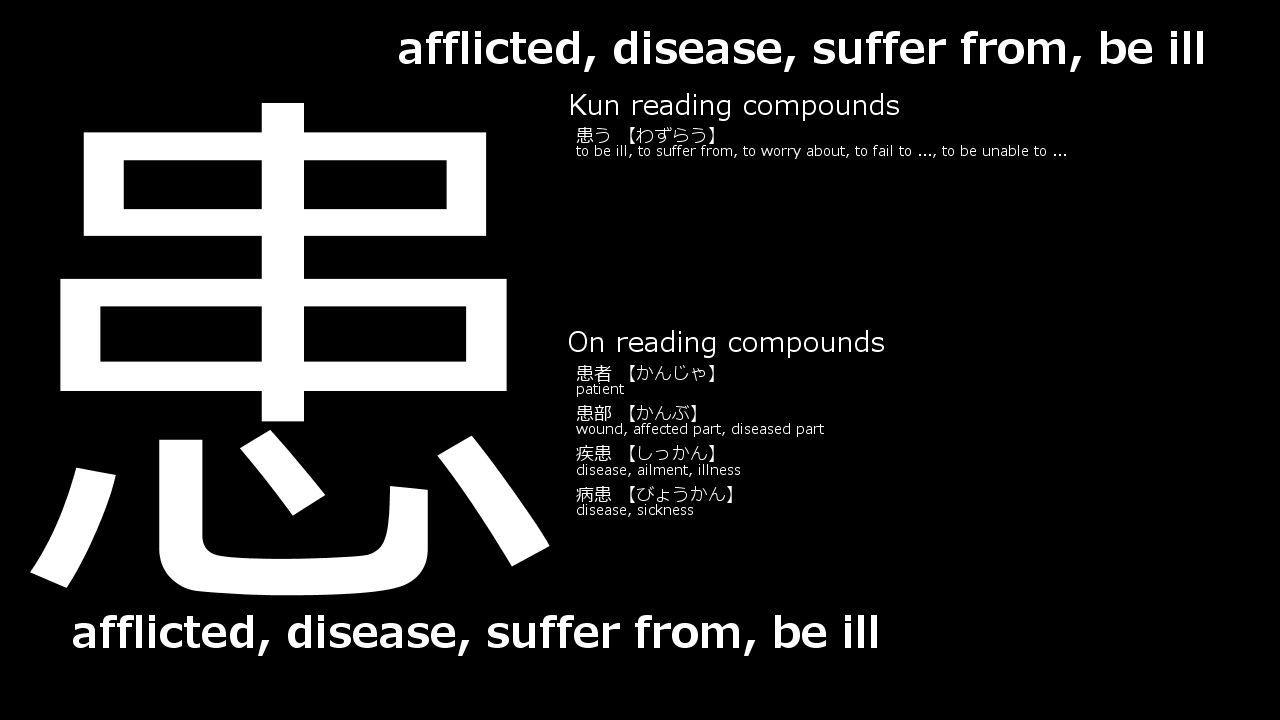 afflicted, disease, suffer from, be ill
患
Kun reading compounds
患う 【わずらう】
to be ill, to suffer from, to worry about, to fail to ..., to be unable to ...
On reading compounds
患者 【かんじゃ】
patient
患部 【かんぶ】
wound, affected part, diseased part
疾患 【しっかん】
disease, ailment, illness
病患 【びょうかん】
disease, sickness
afflicted, disease, suffer from, be ill